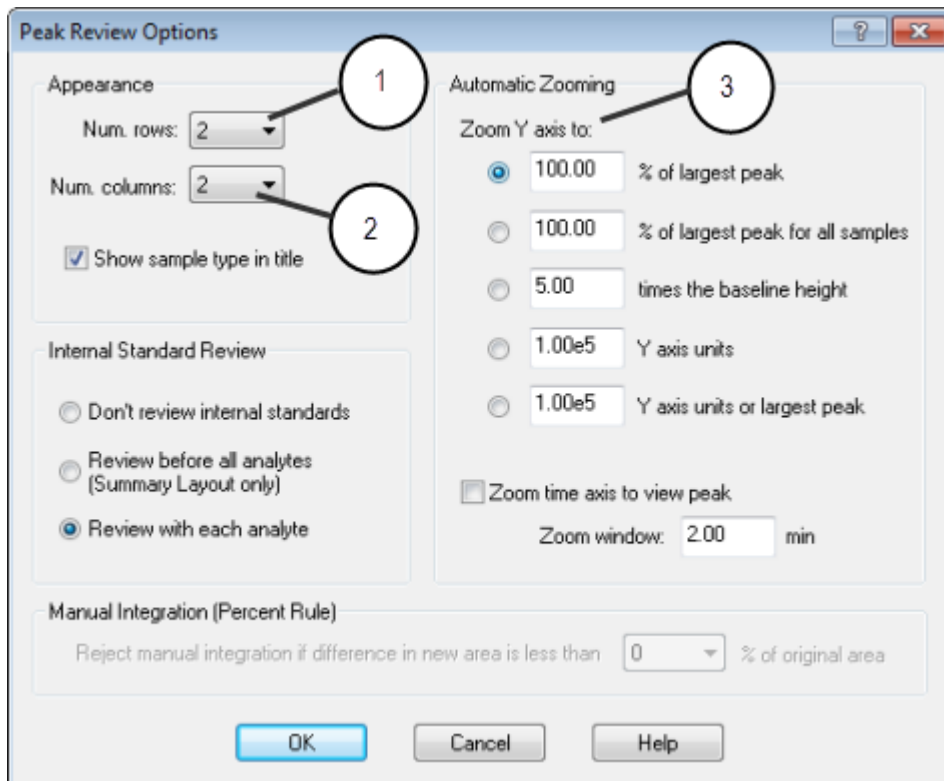 Peak Review Options
Appearance
1
Num. rows: 2
Num. columns: 2
2
Show sample type in title
Internal Standard Review
Don't review internal standards
Review before all analytes
(Summary Layout only)
Review with each analyte
Automatic Zooming
3
Zoom Y axis to:
100.00 % of largest peak
100.00 % of largest peak for all samples
5.00 times the baseline height
1.00e5 Y axis units
1.00e5 Y axis units or largest peak
Zoom time axis to view peak
Zoom window: 2.00 min
Manual Integration (Percent Rule)
Reject manual integration if difference in new area is less than 0 % of original area
OK Cancel Help